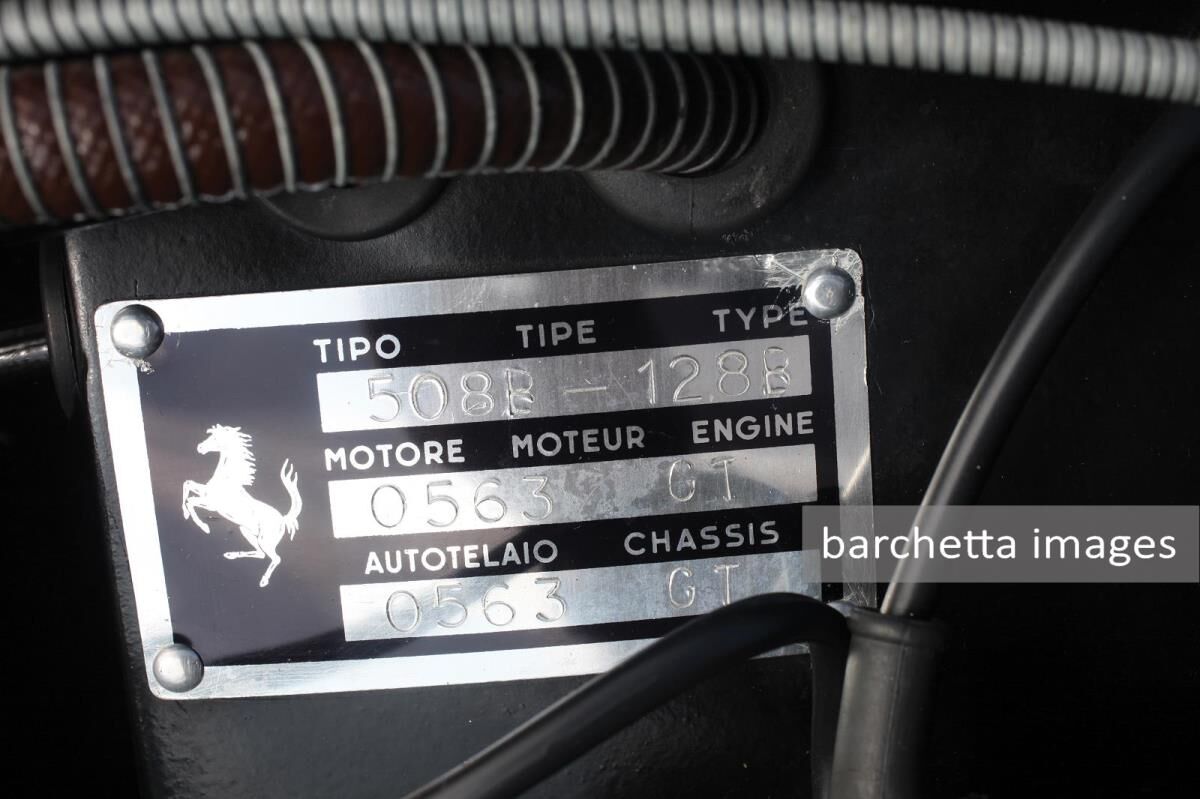 TIPO TIPE TYPE
508B - 128B
MOTORE MOTEUR ENGINE
0563 GT
AUTOTELAIO CHASSIS
0563 GT
barchetta images